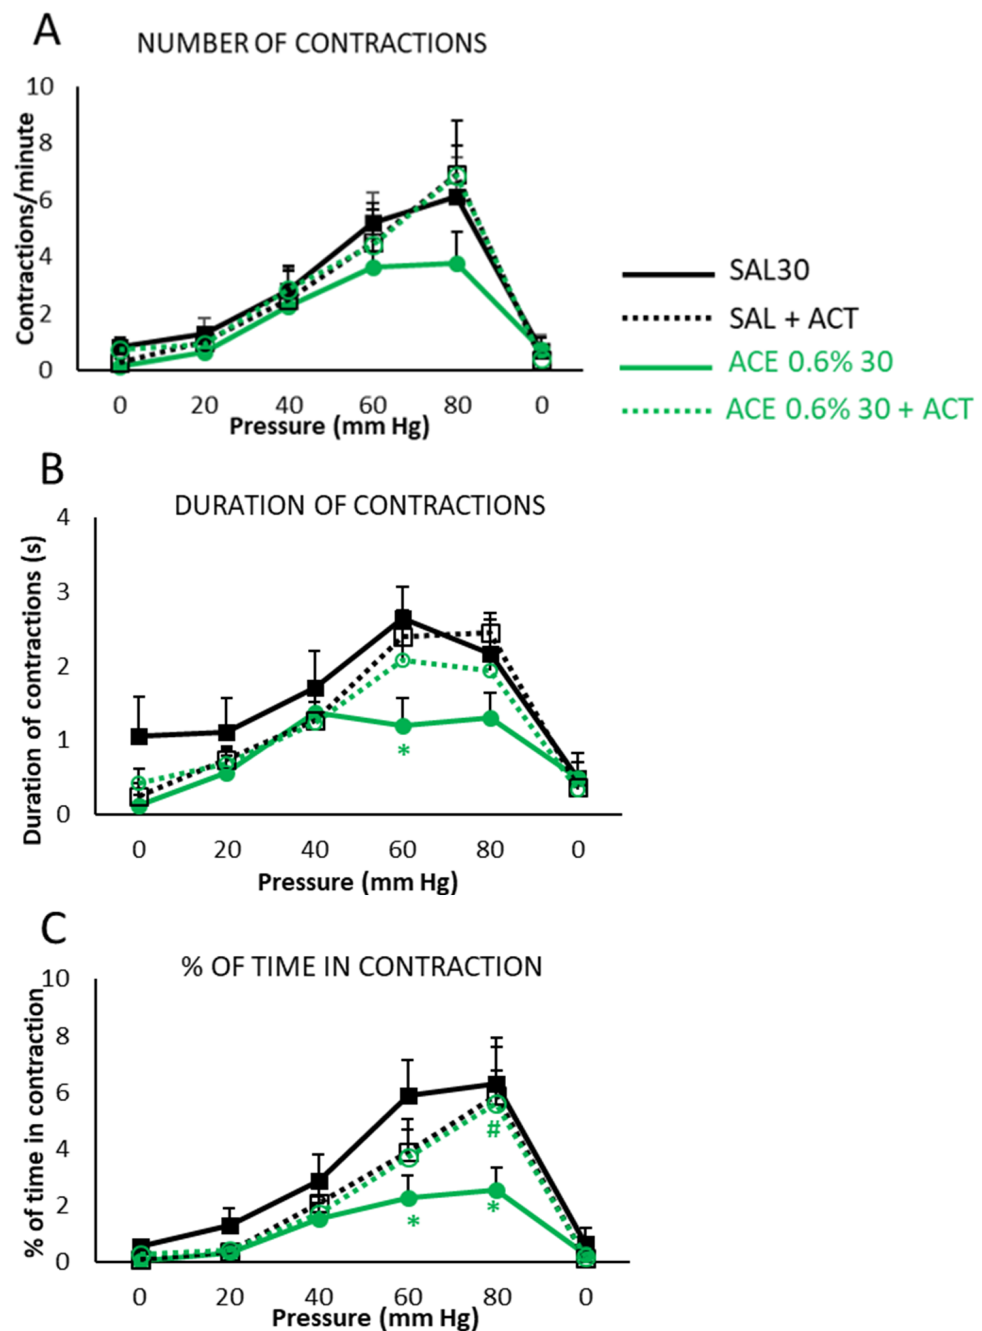 A
NUMBER OF CONTRACTIONS
Contractions/minute
10
8
6
4
2
0
0 20 40 60 80 0
Pressure (mm Hg)
SAL30
SAL + ACT
ACE 0.6% 30
ACE 0.6% 30 + ACT
B
DURATION OF CONTRACTIONS
Duration of contractions (s)
4
3
2
1
0
*
0 20 40 60 80 0
Pressure (mm Hg)
C
% OF TIME IN CONTRACTION
% of time in contraction
10
8
6
4
2
0
#
*
*
0 20 40 60 80 0
Pressure (mm Hg)